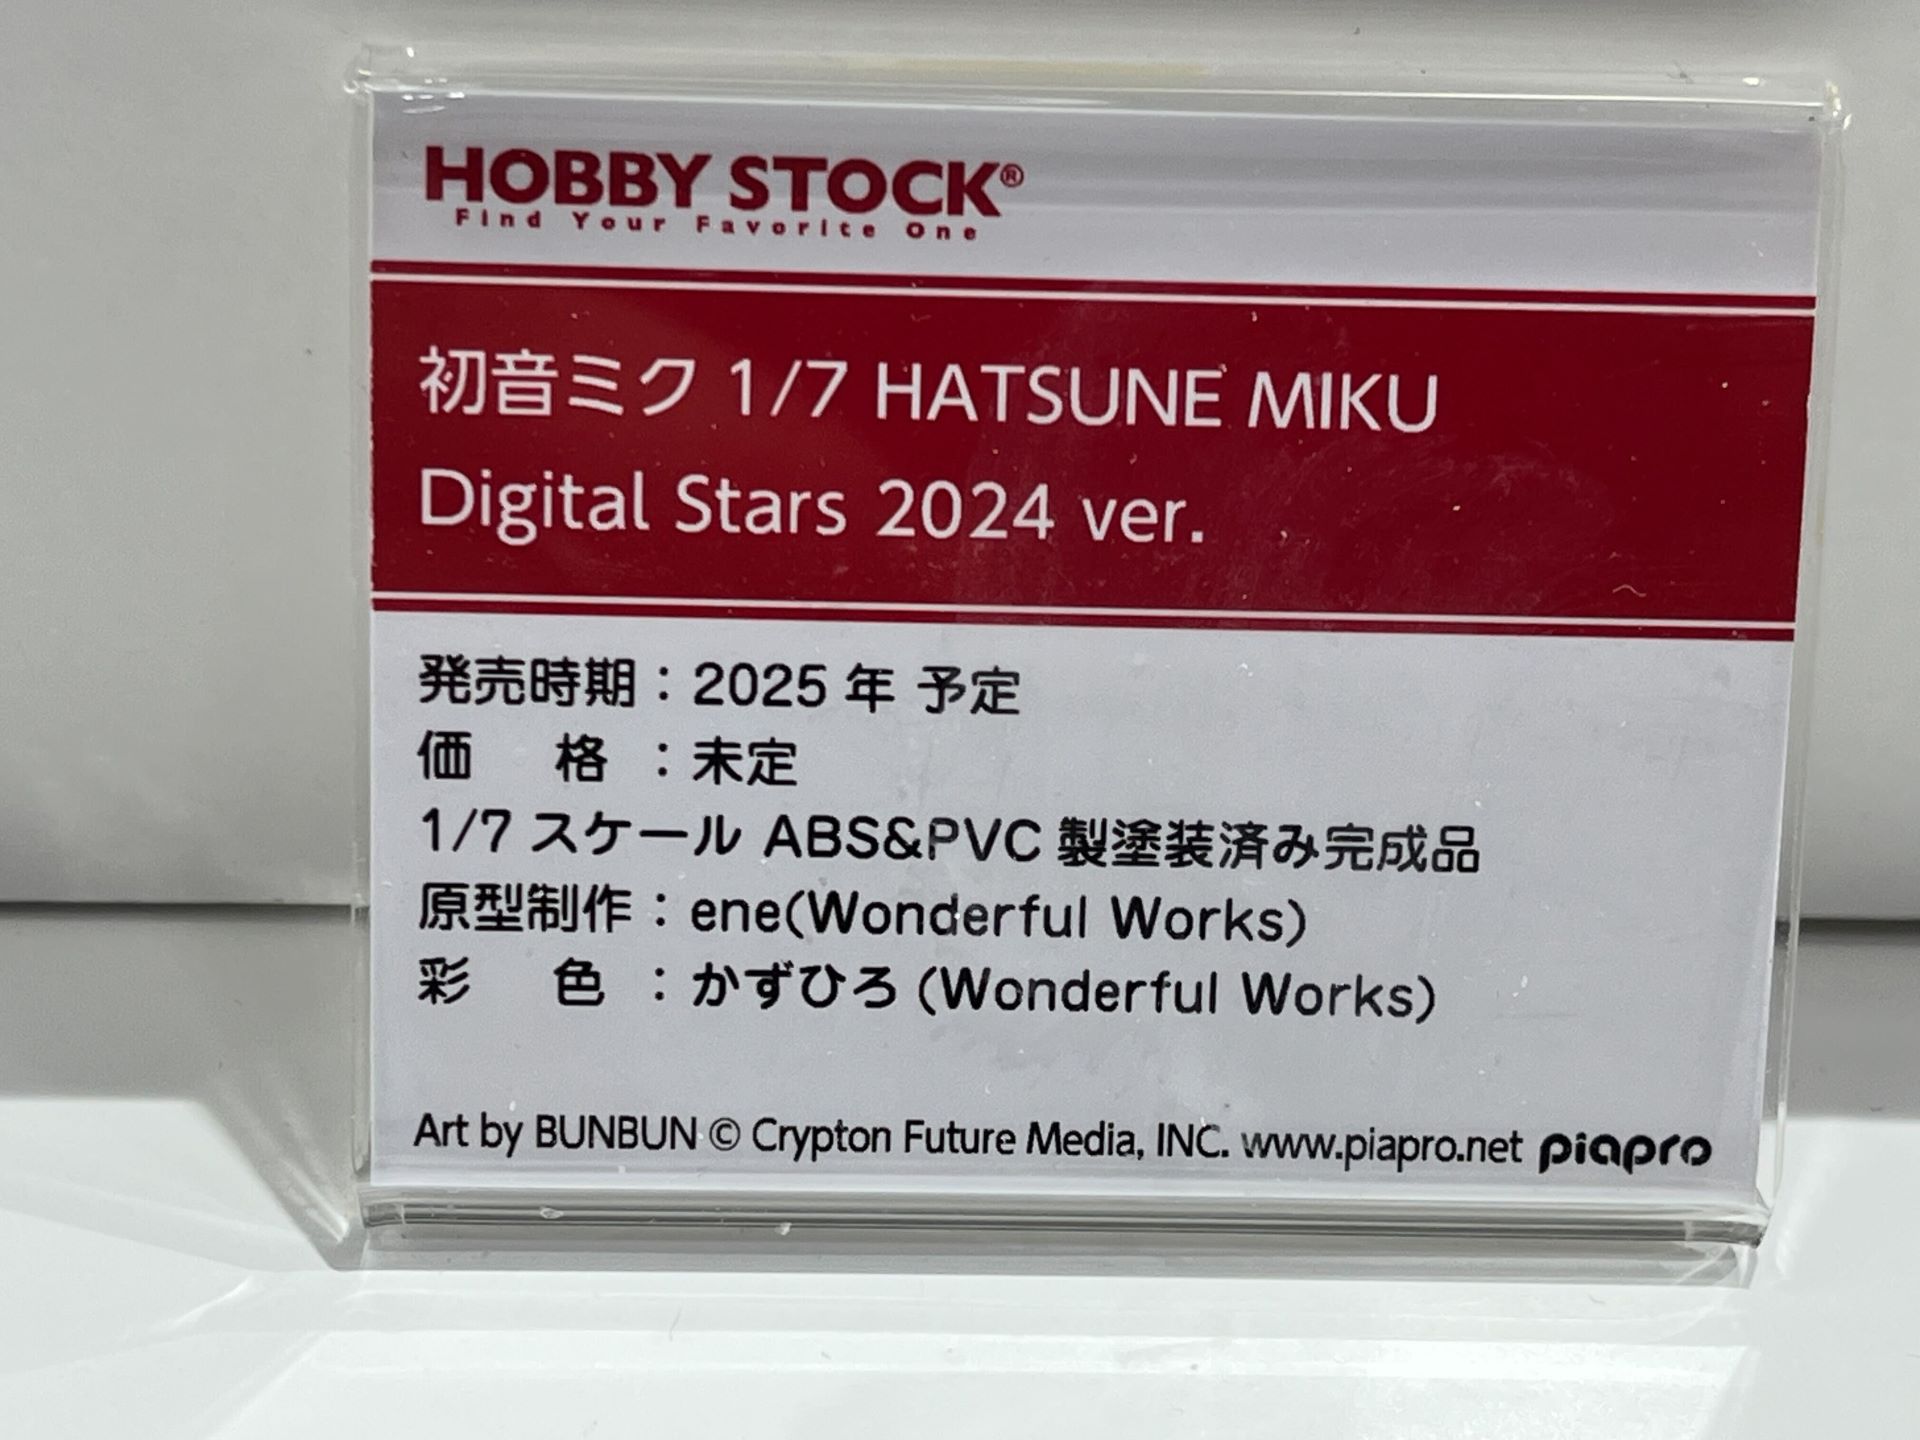 HOBBY STOCK®
Find Your Favorite One
初音ミク 1/7 HATSUNE MIKU
Digital Stars 2024 ver.
発売時期：2025 年 予定
価　格 ：未定
1/7 スケール ABS&PVC 製塗装済み完成品
原型制作：ene(Wonderful Works)
彩　色 ：かずひろ (Wonderful Works)
Art by BUNBUN © Crypton Future Media, INC. www.piapro.net piapro